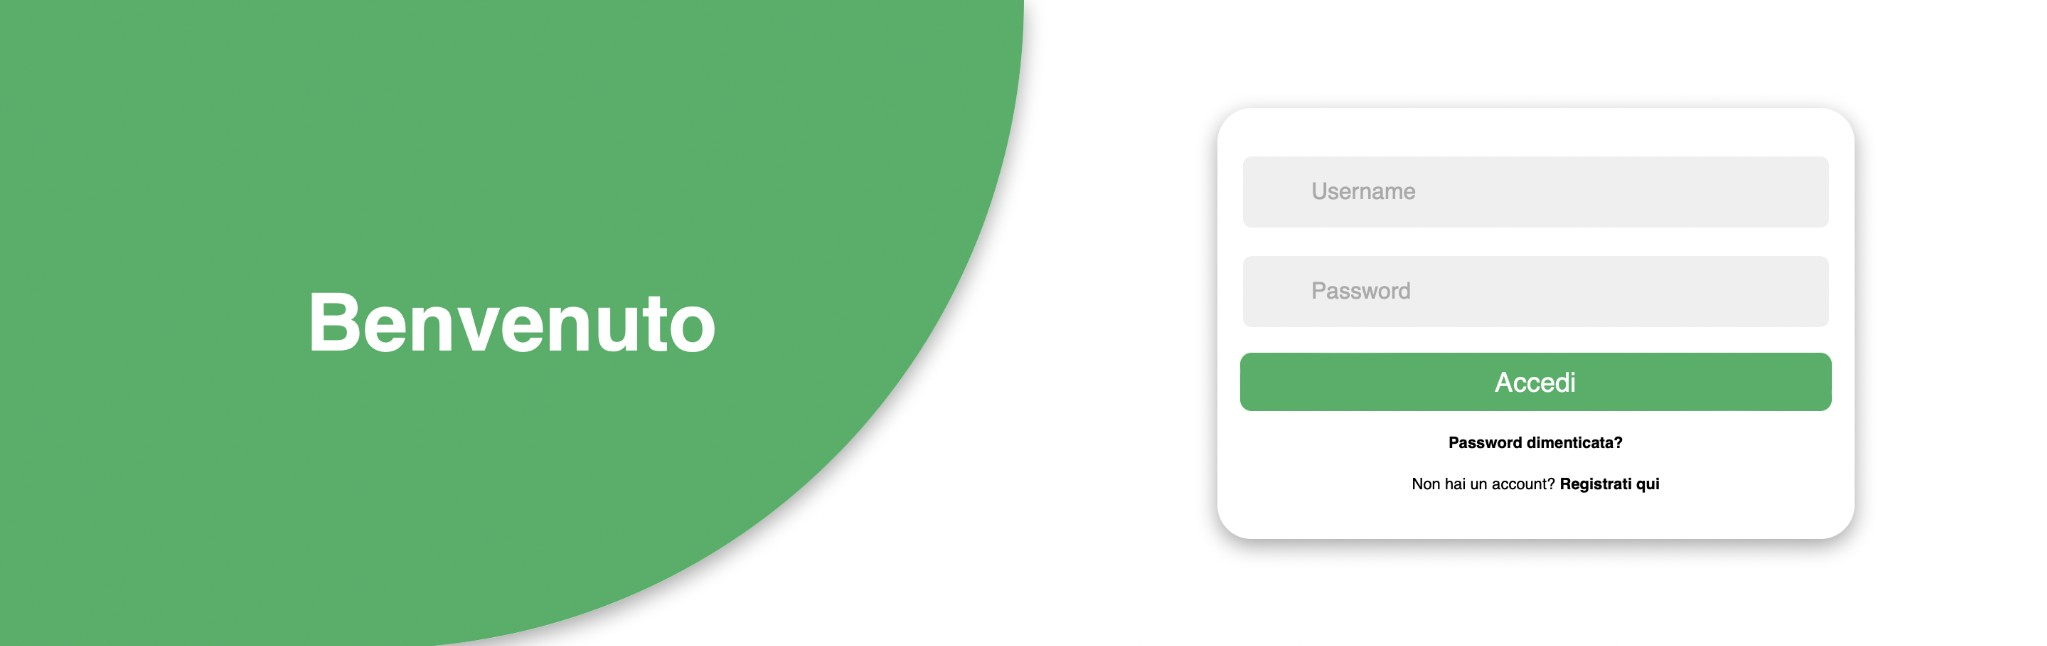 Benvenuto
Username
Password
Accedi
Password dimenticata?
Non hai un account? Registrati qui